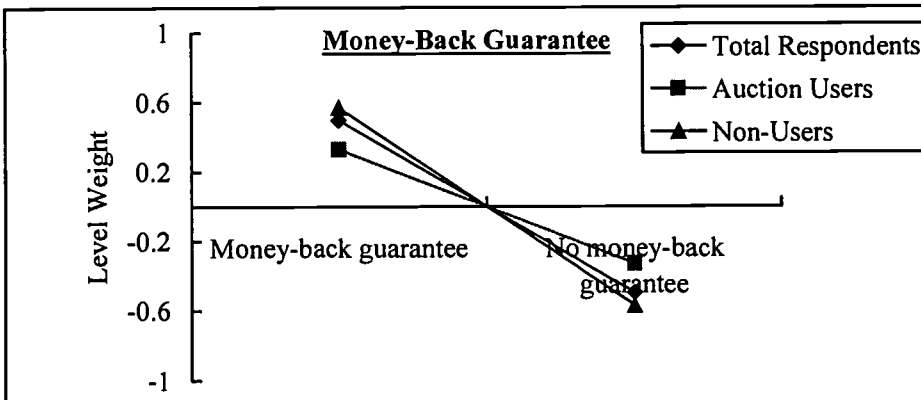 Money-Back Guarantee
Total Respondents
Auction Users
Non-Users
Level Weight
1
0.6
0.2
-0.2
-0.6
-1
Money-back guarantee
No money-back
guarantee